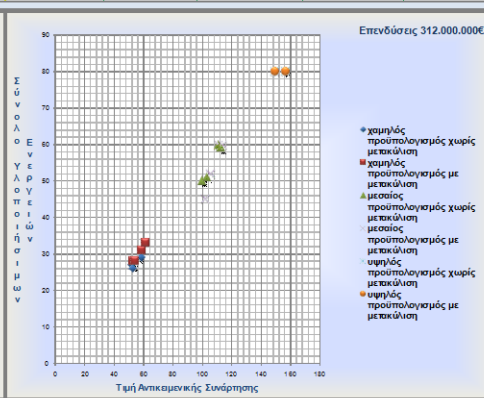 Επενδύσεις 312.000.000€
Σύνολο Υλοποιήσιμων
Ενεργειών
90
80
70
60
50
40
30
20
10
0
0 20 40 60 80 100 120 140 160 180
Τιμή Αντικειμενικής Συνάρτησης
χαμηλός
προϋπολογισμός χωρίς
μετακύλιση
χαμηλός
προϋπολογισμός με
μετακύλιση
μεσαίος
προϋπολογισμός χωρίς
μετακύλιση
μεσαίος
προϋπολογισμός με
μετακύλιση
υψηλός
προϋπολογισμός χωρίς
μετακύλιση
υψηλός
προϋπολογισμός με
μετακύλιση